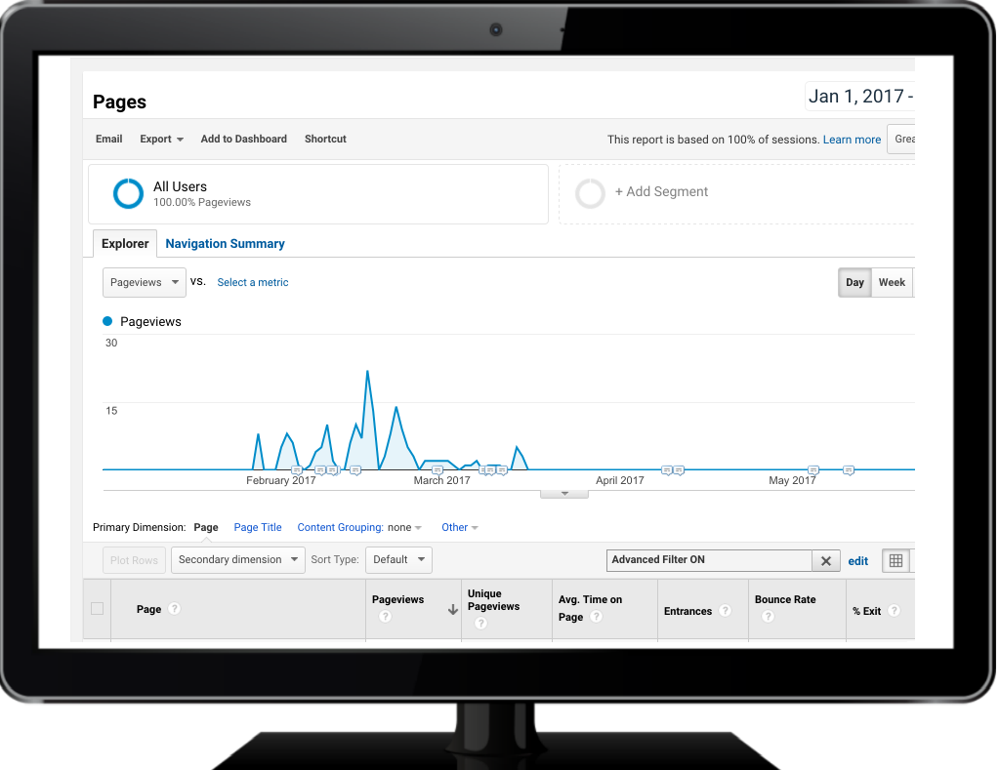 Pages
Jan 1, 2017 -
Email Export Add to Dashboard Shortcut
This report is based on 100% of sessions. Learn more
All Users
100.00% Pageviews
+ Add Segment
Explorer Navigation Summary
Pageviews VS. Select a metric
Day Week
Pageviews
30
15
February 2017 March 2017 April 2017 May 2017
Primary Dimension: Page Page Title Content Grouping: none Other
Plot Rows Secondary dimension Sort Type: Default
Advanced Filter ON edit
Page ? Pageviews ? Unique Pageviews ? Avg. Time on Page ? Entrances ? Bounce Rate ? % Exit ?